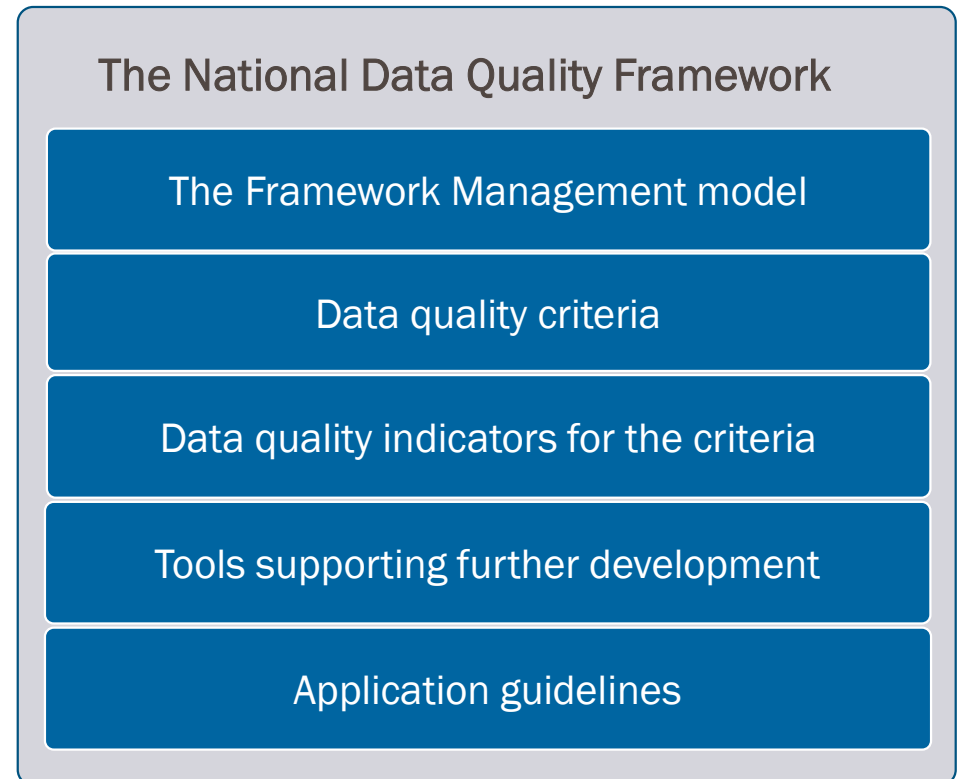 The National Data Quality Framework
The Framework Management model
Data quality criteria
Data quality indicators for the criteria
Tools supporting further development
Application guidelines